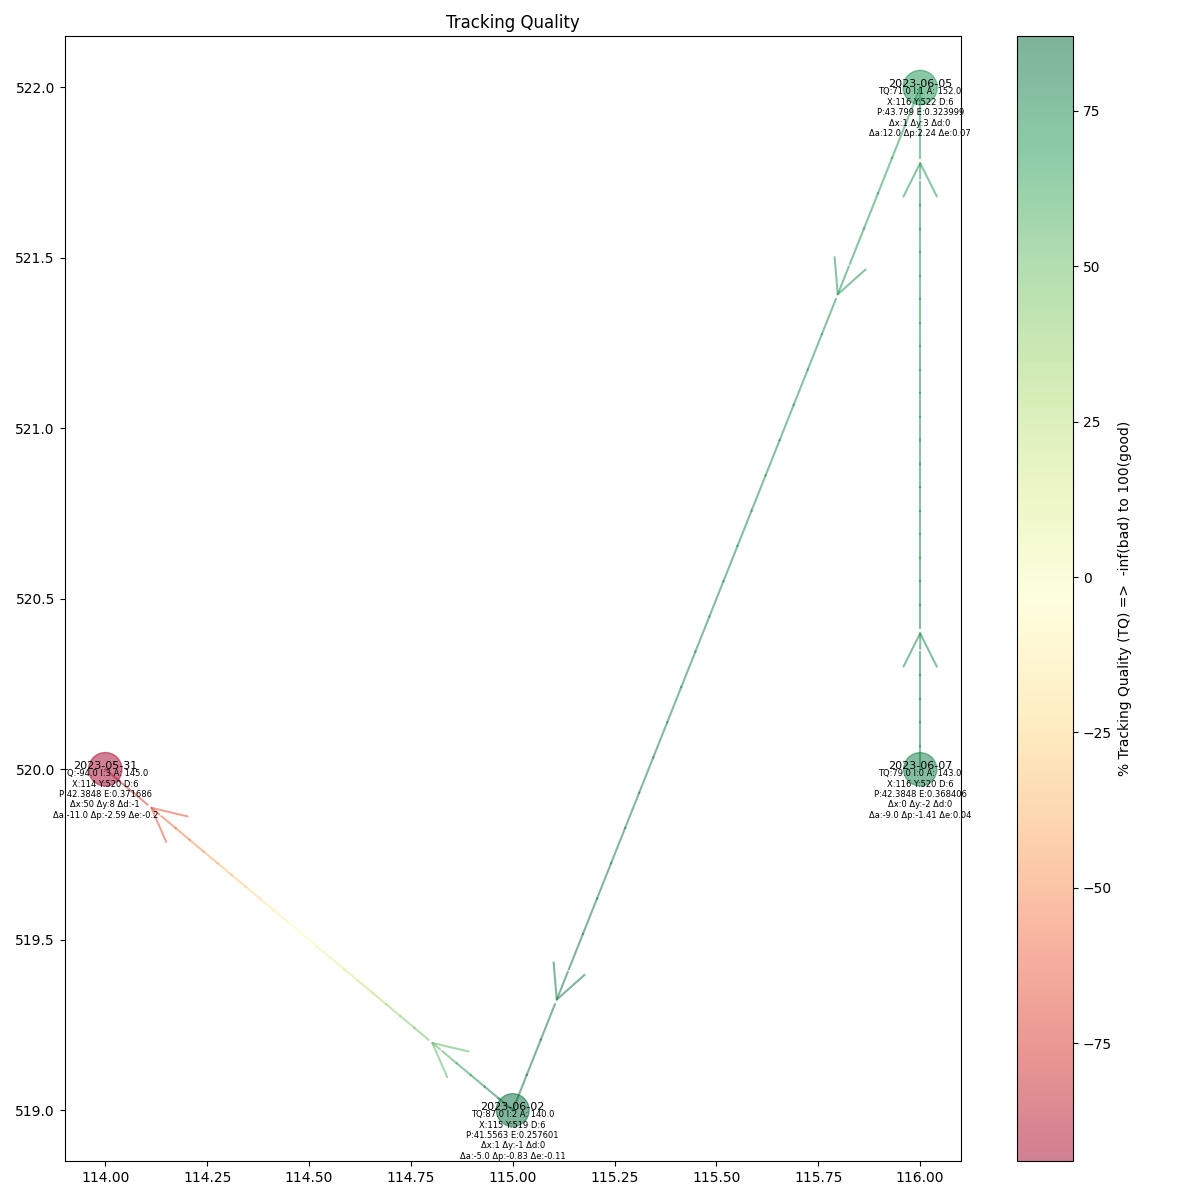 Tracking Quality
2023-06-05
TQ:71.0 I:1 A: 152.0
X:116 Y:522 D:6
P:43.799 E:0.323999
Δx:1 Δy:3 Δd:0
Δa:12.0 Δp:2.24 Δe:0.07
2023-05-31
TQ:-94.0 I:3 A: 145.0
X:114 Y:520 D:6
P:42.3848 E:0.371686
Δx:50 Δy:8 Δd:-1
Δa:-11.0 Δp:-2.59 Δe:-0.2
2023-06-07
TQ:79.0 I:0 A: 143.0
X:116 Y:520 D:6
P:42.3848 E:0.368406
Δx:0 Δy:-2 Δd:0
Δa:-9.0 Δp:-1.41 Δe:0.04
2023-06-02
TQ:87.0 I:2 A: 140.0
X:115 Y:519 D:6
P:41.5563 E:0.257601
Δx:1 Δy:-1 Δd:0
Δa:-5.0 Δp:-0.83 Δe:-0.11
522.0
521.5
521.0
520.5
520.0
519.5
519.0
114.00 114.25 114.50 114.75 115.00 115.25 115.50 115.75 116.00
75
50
25
0
−25
−50
−75
% Tracking Quality (TQ) => -inf(bad) to 100(good)